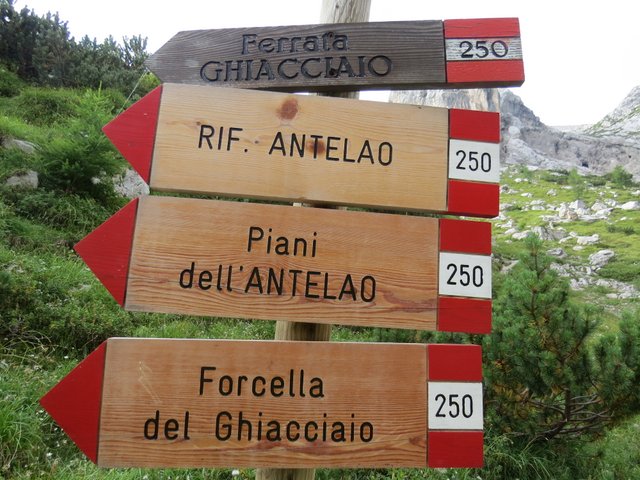 Ferrata
GHIACCIAIO
250
RIF. ANTELAO
250
Piani
dell'ANTELAO
250
Forcella
del Ghiacciaio
250